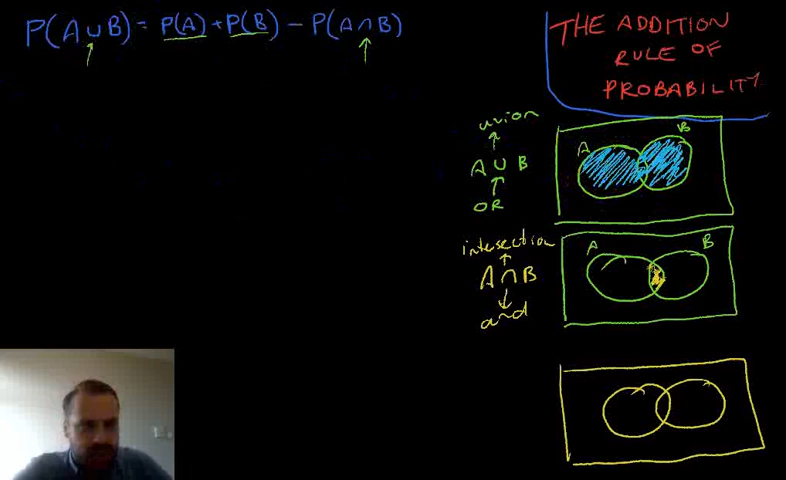 P(A∪B) = P(A) + P(B) − P(A∩B)
THE ADDITION
RULE OF
PROBABILITY
union
A ∪ B
OR
A
B
intersection
A ∩ B
and
A
B